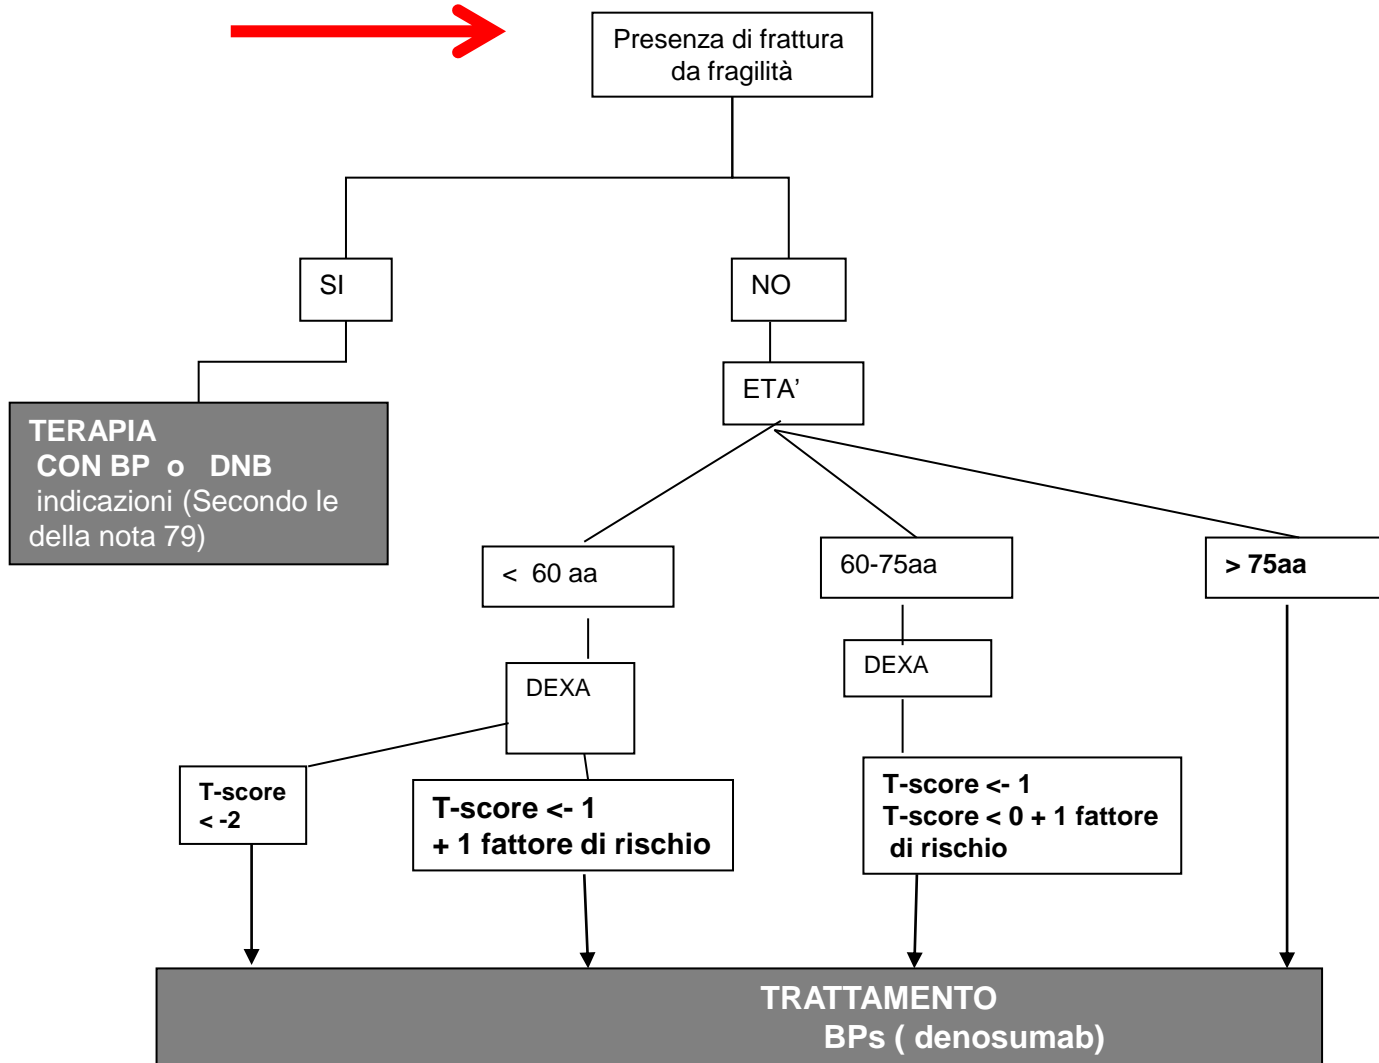 Presenza di frattura
da fragilità
SI
NO
ETA’
TERAPIA
CON BP o DNB
indicazioni (Secondo le
della nota 79)
< 60 aa
60-75aa
> 75aa
DEXA
DEXA
T-score
< -2
T-score <- 1
+ 1 fattore di rischio
T-score <- 1
T-score < 0 + 1 fattore
di rischio
TRATTAMENTO
BPs ( denosumab)